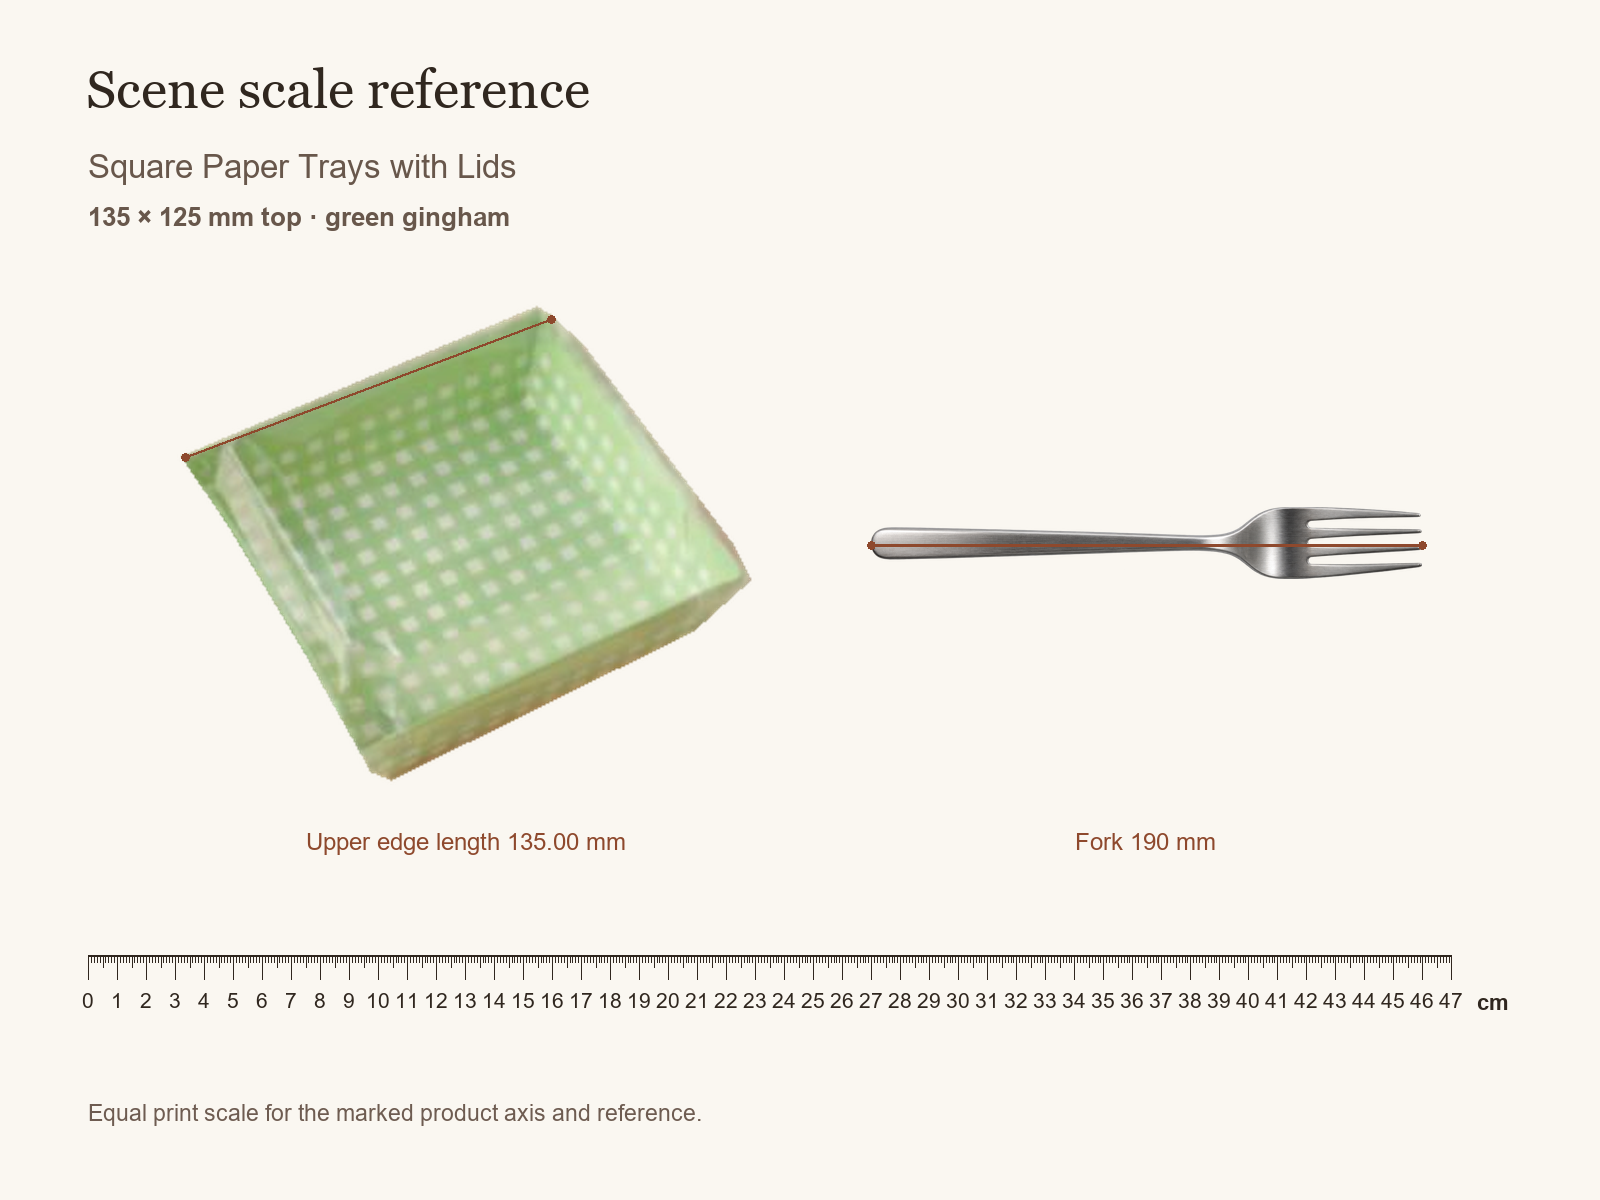 Scene scale reference
Square Paper Trays with Lids
135 × 125 mm top · green gingham
Upper edge length 135.00 mm
Fork 190 mm
0 1 2 3 4 5 6 7 8 9 10 11 12 13 14 15 16 17 18 19 20 21 22 23 24 25 26 27 28 29 30 31 32 33 34 35 36 37 38 39 40 41 42 43 44 45 46 47 cm
Equal print scale for the marked product axis and reference.